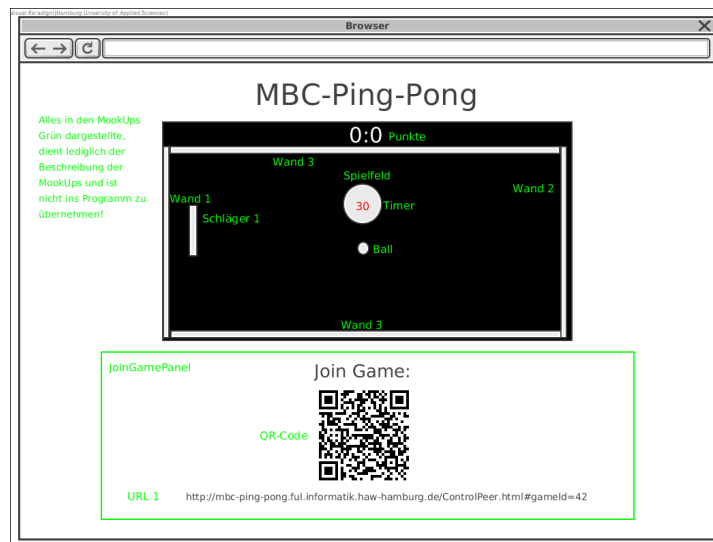 Visual Paradigm(Hamburg University of Applied Sciences)
Browser
MBC-Ping-Pong
Alles in den MookUps
Grün dargestellte,
dient lediglich der
Beschreibung der
MookUps und ist
nicht ins Programm zu
übernehmen!
0:0 Punkte
Wand 3
Spielfeld
Wand 2
Wand 1
30 Timer
Schläger 1
Ball
Wand 3
JoinGamePanel
Join Game:
QR-Code
URL 1 http://mbc-ping-pong.ful.informatik.haw-hamburg.de/ControlPeer.html#gameId=42